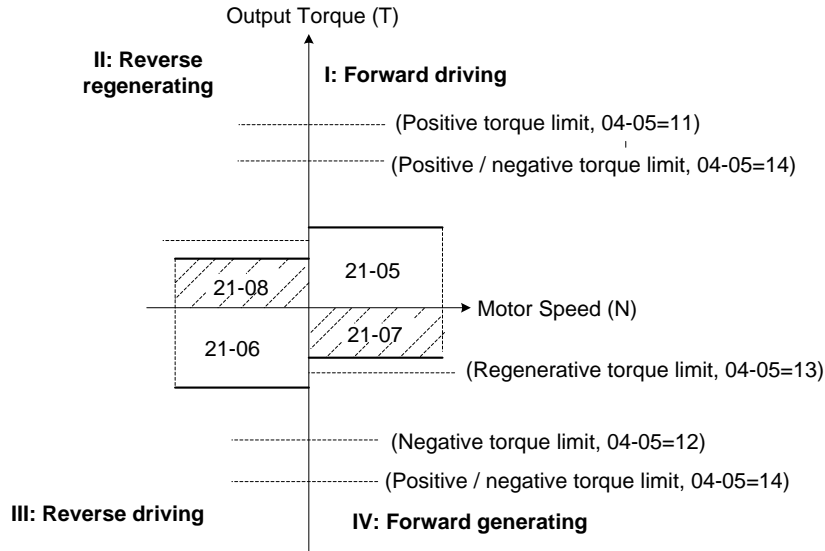 Output Torque (T)
II: Reverse
regenerating
I: Forward driving
(Positive torque limit, 04-05=11)
(Positive / negative torque limit, 04-05=14)
21-05
21-08
Motor Speed (N)
21-06
21-07
(Regenerative torque limit, 04-05=13)
(Negative torque limit, 04-05=12)
(Positive / negative torque limit, 04-05=14)
III: Reverse driving
IV: Forward generating